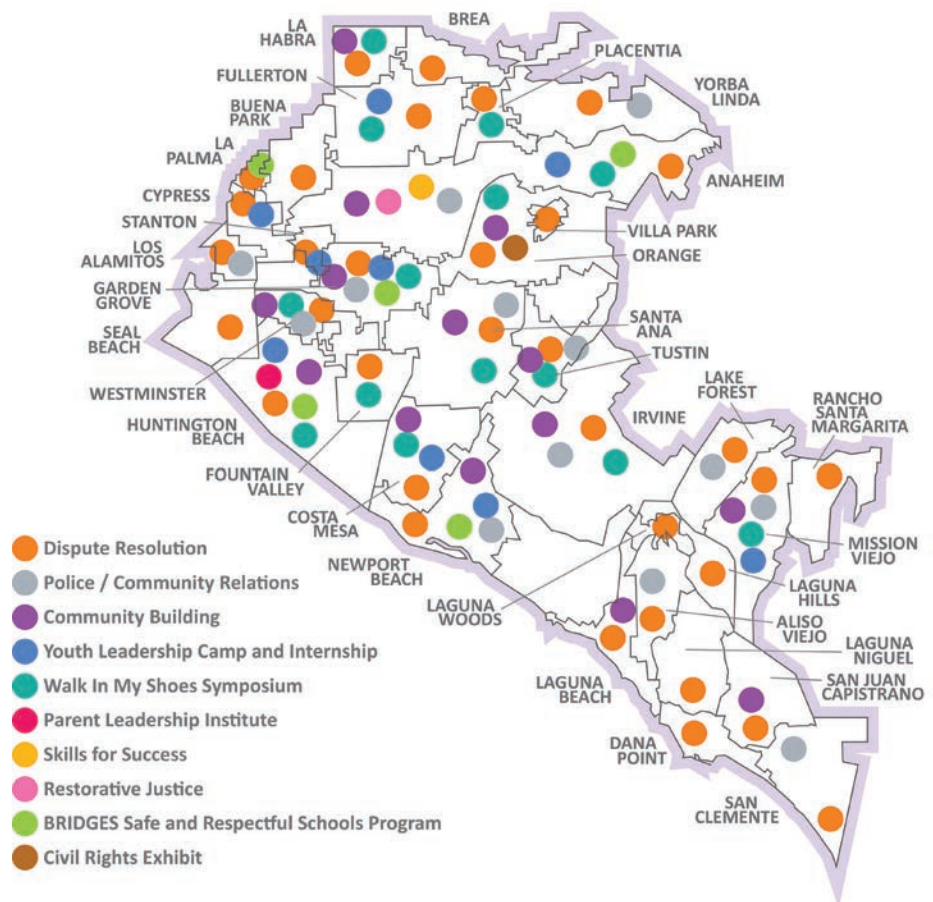 LA
HABRA
BREA
PLACENTIA
FULLERTON
YORBA
LINDA
BUENA
PARK
LA
PALMA
ANAHEIM
CYPRESS
STANTON
VILLA PARK
LOS
ALAMITOS
ORANGE
GARDEN
GROVE
SEAL
BEACH
SANTA
ANA
TUSTIN
WESTMINSTER
LAKE
FOREST
RANCHO
SANTA
MARGARITA
HUNTINGTON
BEACH
IRVINE
FOUNTAIN
VALLEY
COSTA
MESA
NEWPORT
BEACH
MISSION
VIEJO
LAGUNA
HILLS
LAGUNA
WOODS
ALISO
VIEJO
LAGUNA
NIGUEL
LAGUNA
BEACH
SAN JUAN
CAPISTRANO
DANA
POINT
SAN
CLEMENTE
Dispute Resolution
Police / Community Relations
Community Building
Youth Leadership Camp and Internship
Walk In My Shoes Symposium
Parent Leadership Institute
Skills for Success
Restorative Justice
BRIDGES Safe and Respectful Schools Program
Civil Rights Exhibit